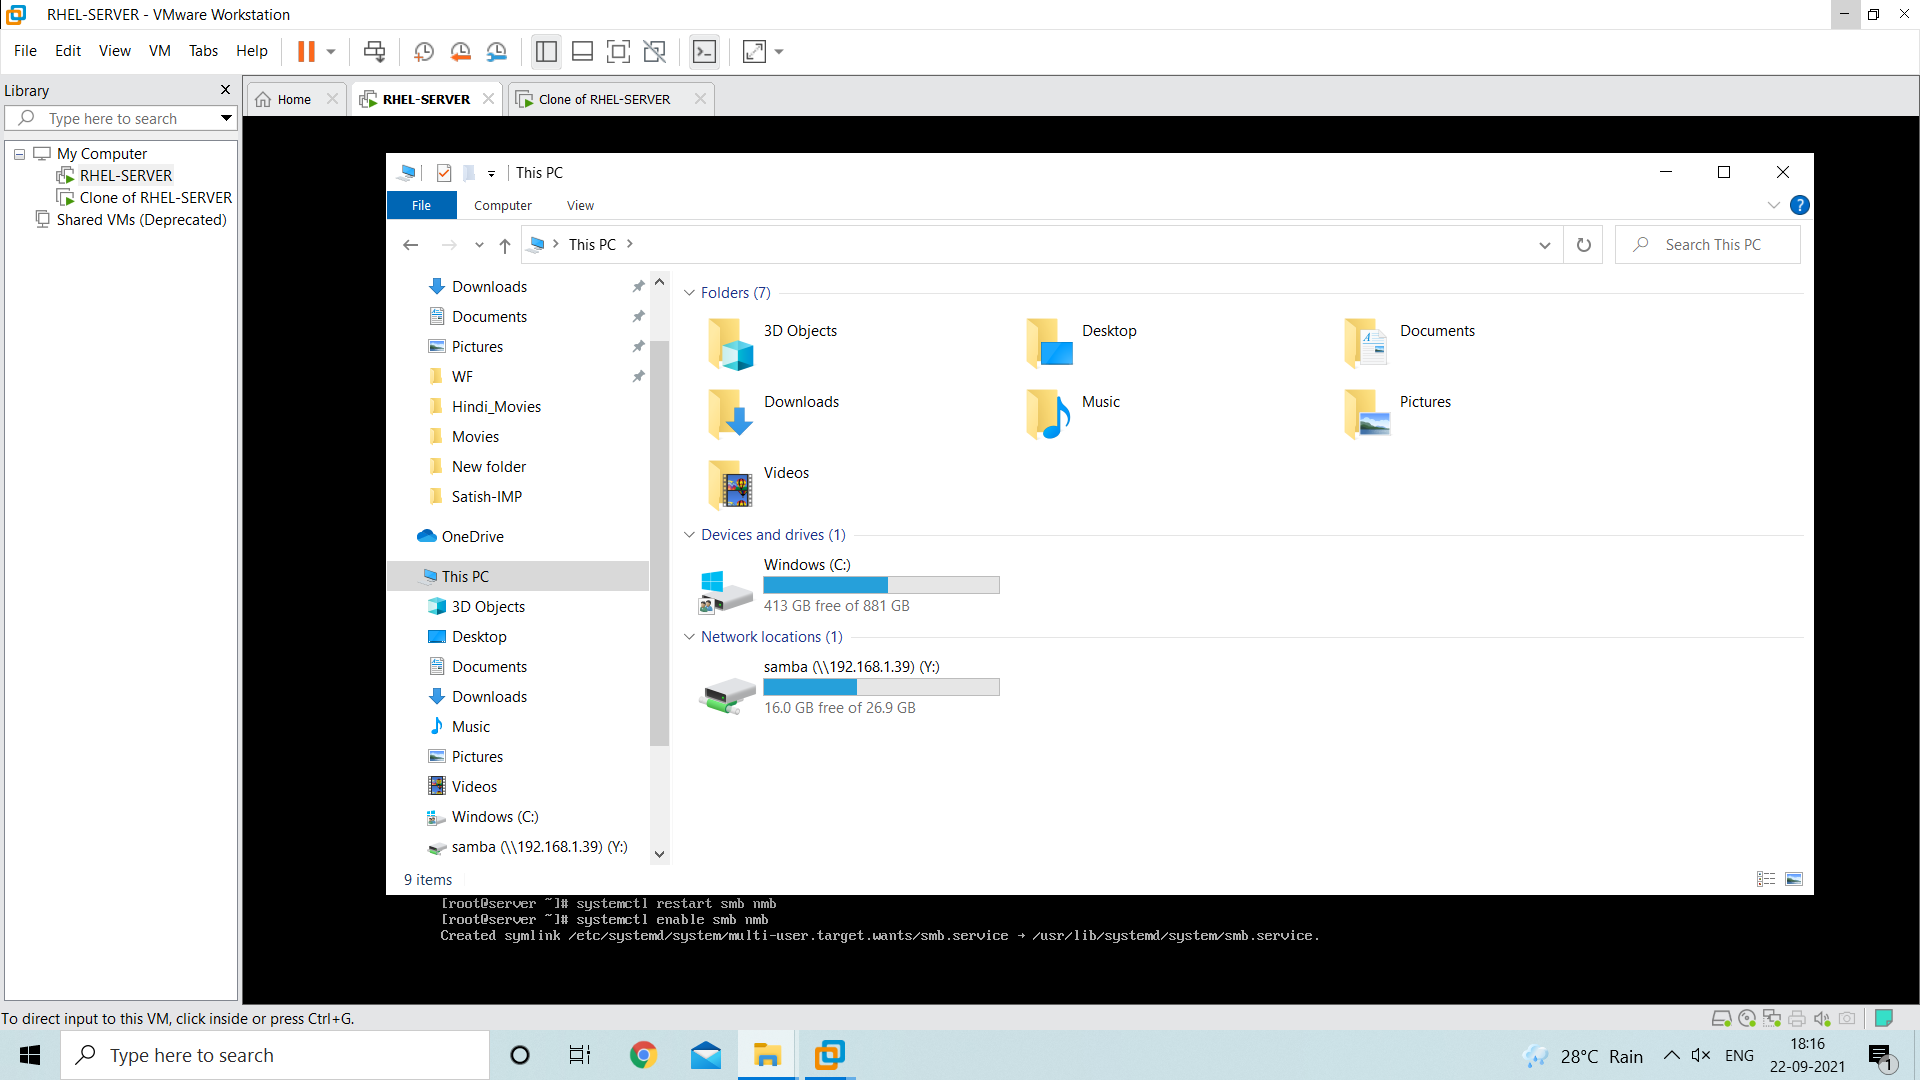 RHEL-SERVER - VMware Workstation
File Edit View VM Tabs Help
Library
Type here to search
My Computer
RHEL-SERVER
Clone of RHEL-SERVER
Shared VMs (Deprecated)
Home
RHEL-SERVER
Clone of RHEL-SERVER
This PC
File Computer View
This PC
Search This PC
Downloads
Documents
Pictures
WF
Hindi_Movies
Movies
New folder
Satish-IMP
OneDrive
This PC
3D Objects
Desktop
Documents
Downloads
Music
Pictures
Videos
Windows (C:)
samba (\\192.168.1.39) (Y:)
Folders (7)
3D Objects
Desktop
Documents
Downloads
Music
Pictures
Videos
Devices and drives (1)
Windows (C:)
413 GB free of 881 GB
Network locations (1)
samba (\\192.168.1.39) (Y:)
16.0 GB free of 26.9 GB
9 items
[root@server ~]# systemctl restart smb nmb
[root@server ~]# systemctl enable smb nmb
Created symlink /etc/systemd/system/multi-user.target.wants/smb.service → /usr/lib/systemd/system/smb.service.
To direct input to this VM, click inside or press Ctrl+G.
Type here to search
28°C Rain
ENG
18:16
22-09-2021
1